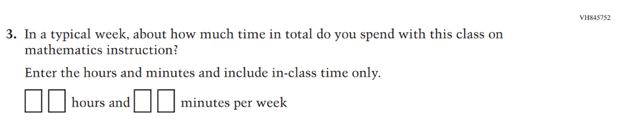 VH845752
3. In a typical week, about how much time in total do you spend with this class on
mathematics instruction?
Enter the hours and minutes and include in-class time only.
hours and minutes per week